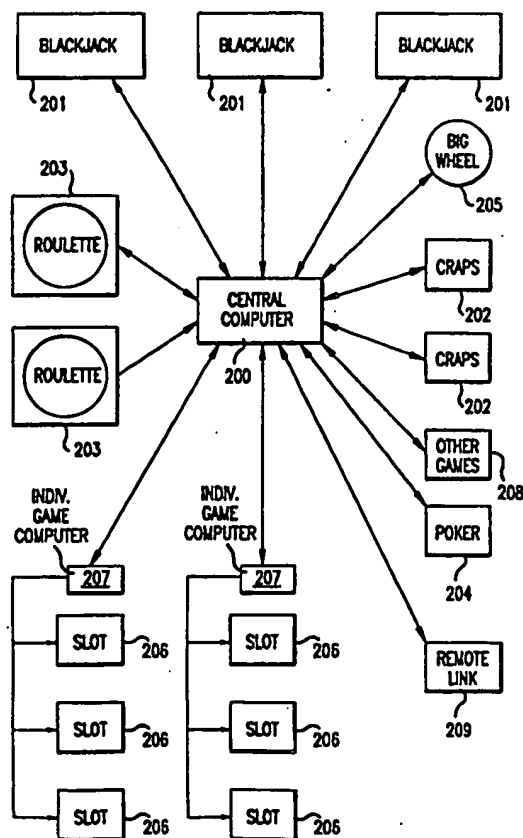 BLACKJACK
BLACKJACK
BLACKJACK
201
201
201
203
BIG
WHEEL
205
ROULETTE
CENTRAL
COMPUTER
200
CRAPS
202
ROULETTE
203
CRAPS
202
OTHER
GAMES
208
INDIV.
GAME
COMPUTER
INDIV.
GAME
COMPUTER
POKER
204
207
207
SLOT
206
SLOT
206
REMOTE
LINK
209
SLOT
206
SLOT
206
SLOT
206
SLOT
206